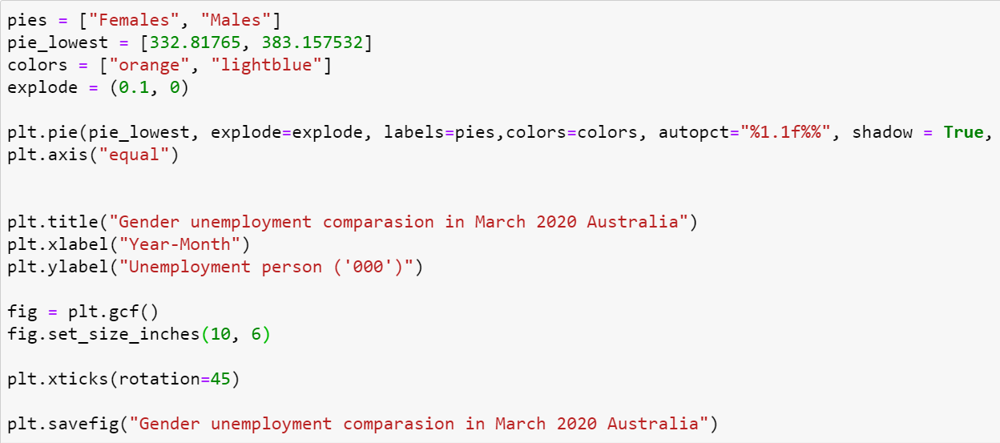 pies = ["Females", "Males"]
pie_lowest = [332.81765, 383.157532]
colors = ["orange", "lightblue"]
explode = (0.1, 0)
plt.pie(pie_lowest, explode=explode, labels=pies,colors=colors, autopct="%1.1f%%", shadow = True,
plt.axis("equal")
plt.title("Gender unemployment comparasion in March 2020 Australia")
plt.xlabel("Year-Month")
plt.ylabel("Unemployment person ('000')")
fig = plt.gcf()
fig.set_size_inches(10, 6)
plt.xticks(rotation=45)
plt.savefig("Gender unemployment comparasion in March 2020 Australia")